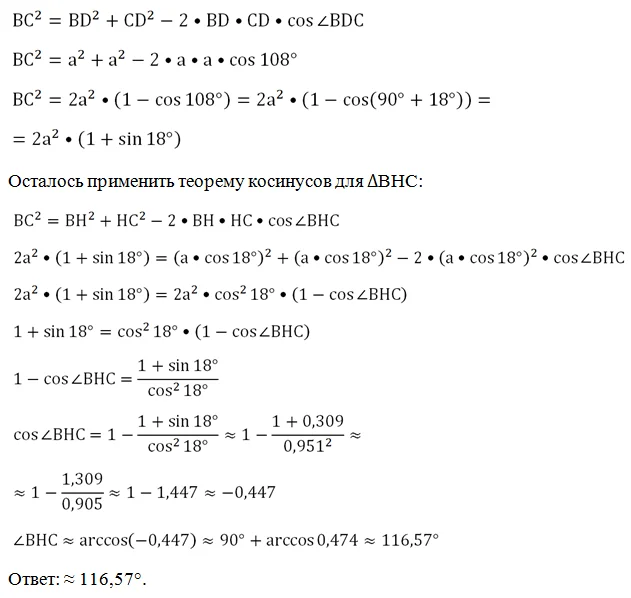 BC² = BD² + CD² − 2 • BD • CD • cos∠BDC
BC² = a² + a² − 2 • a • a • cos 108°
BC² = 2a² • (1 − cos 108°) = 2a² • (1 − cos(90° + 18°)) =
= 2a² • (1 + sin 18°)
Осталось применить теорему косинусов для ΔBHC:
BC² = BH² + HC² − 2 • BH • HC • cos∠BHC
2a² • (1 + sin 18°) = (a • cos 18°)² + (a • cos 18°)² − 2 • (a • cos 18°)² • cos∠BHC
2a² • (1 + sin 18°) = 2a² • cos² 18° • (1 − cos∠BHC)
1 + sin 18° = cos² 18° • (1 − cos∠BHC)
1 − cos∠BHC = (1 + sin 18°)/(cos² 18°)
cos∠BHC = 1 − (1 + sin 18°)/(cos² 18°) ≈ 1 − (1 + 0,309)/(0,951²) ≈
≈ 1 − 1,309/0,905 ≈ 1 − 1,447 ≈ −0,447
∠BHC ≈ arccos(−0,447) ≈ 90° + arccos 0,474 ≈ 116,57°
Ответ: ≈ 116,57°.